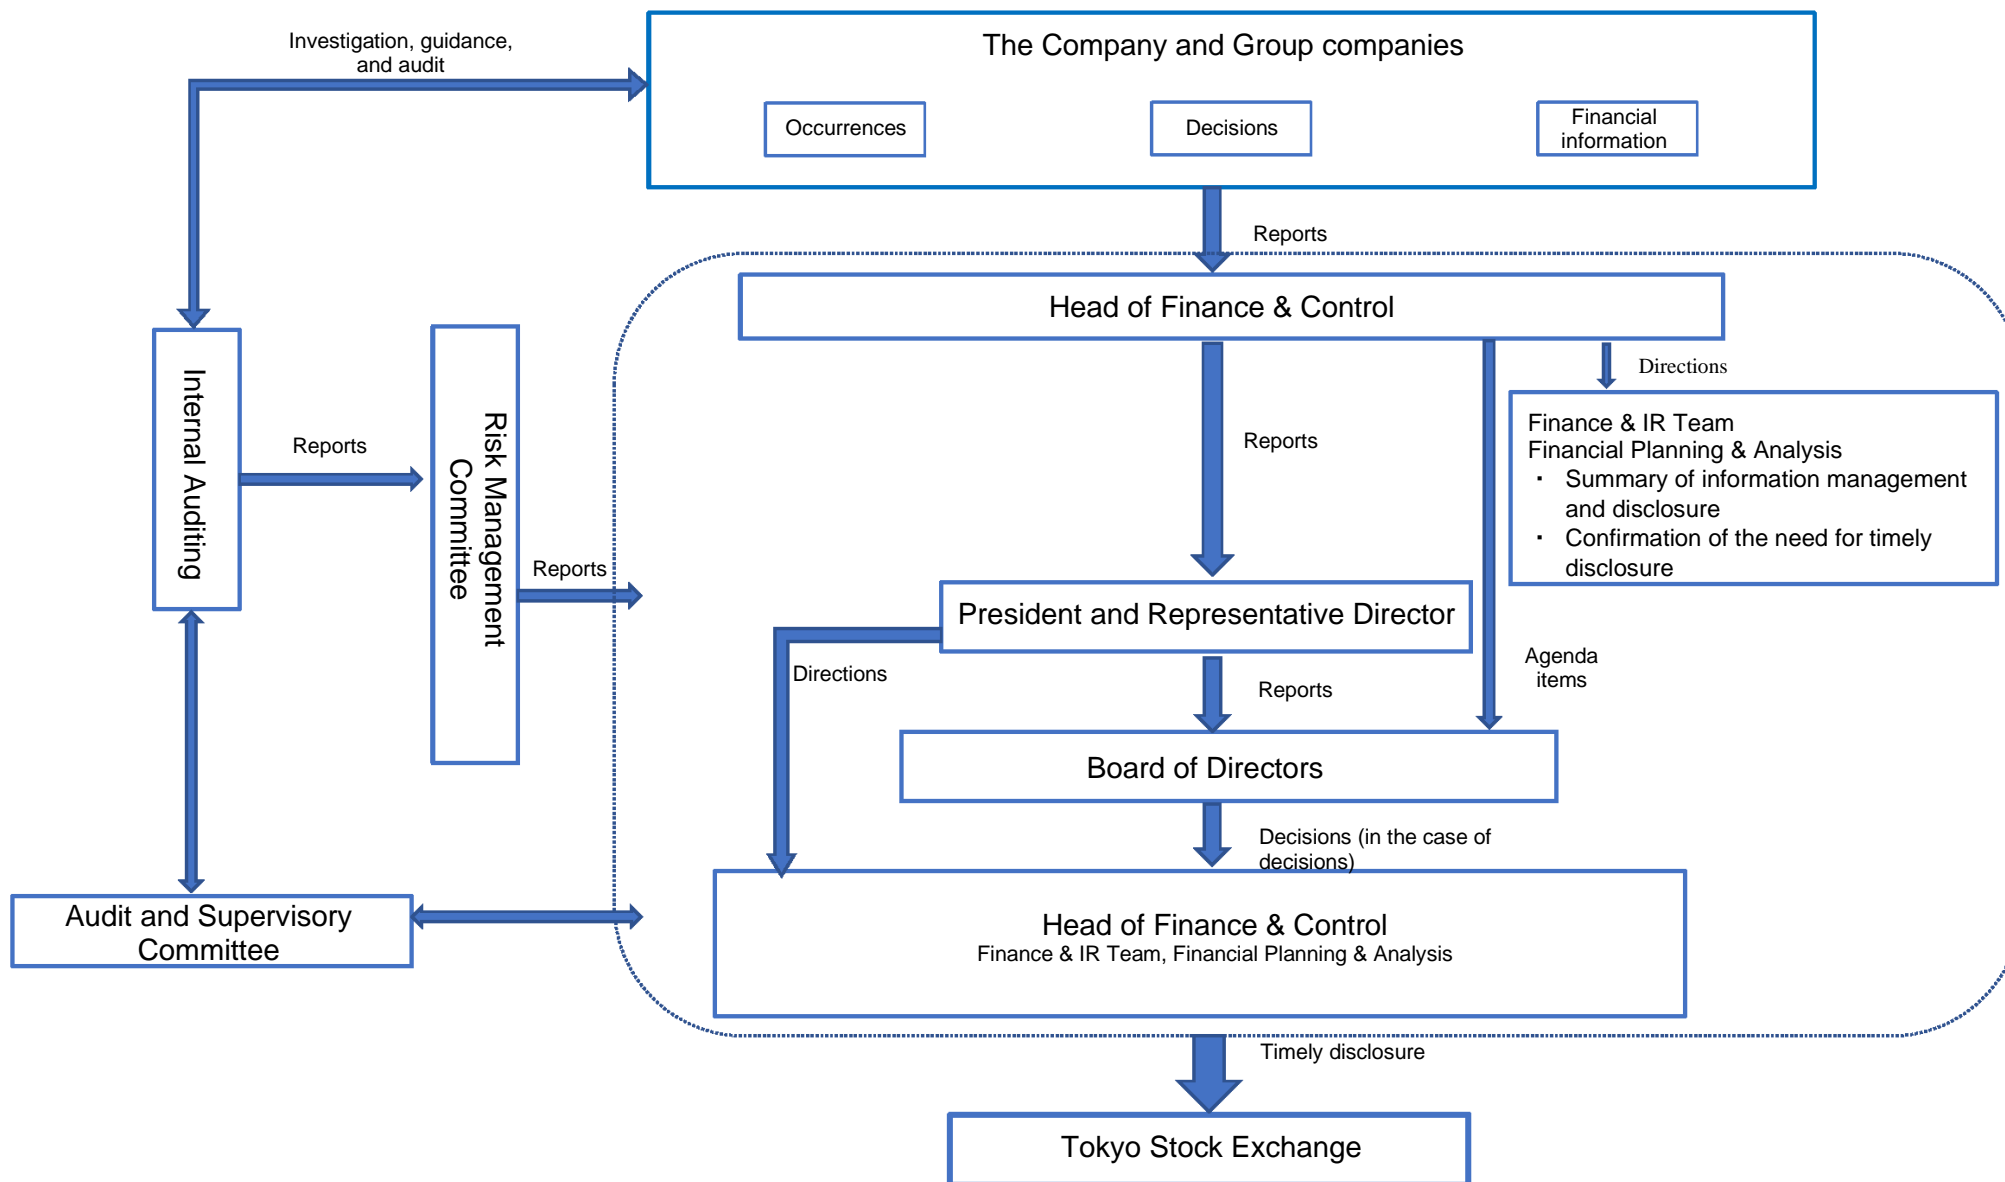 Investigation, guidance,
and audit
The Company and Group companies
Occurrences
Decisions
Financial
information
Reports
Head of Finance & Control
Directions
Internal Auditing
Reports
Risk Management
Committee
Reports
Reports
Finance & IR Team
Financial Planning & Analysis
・ Summary of information management
and disclosure
・ Confirmation of the need for timely
disclosure
President and Representative Director
Directions
Reports
Agenda
items
Board of Directors
Decisions (in the case of
decisions)
Audit and Supervisory
Committee
Head of Finance & Control
Finance & IR Team, Financial Planning & Analysis
Timely disclosure
Tokyo Stock Exchange